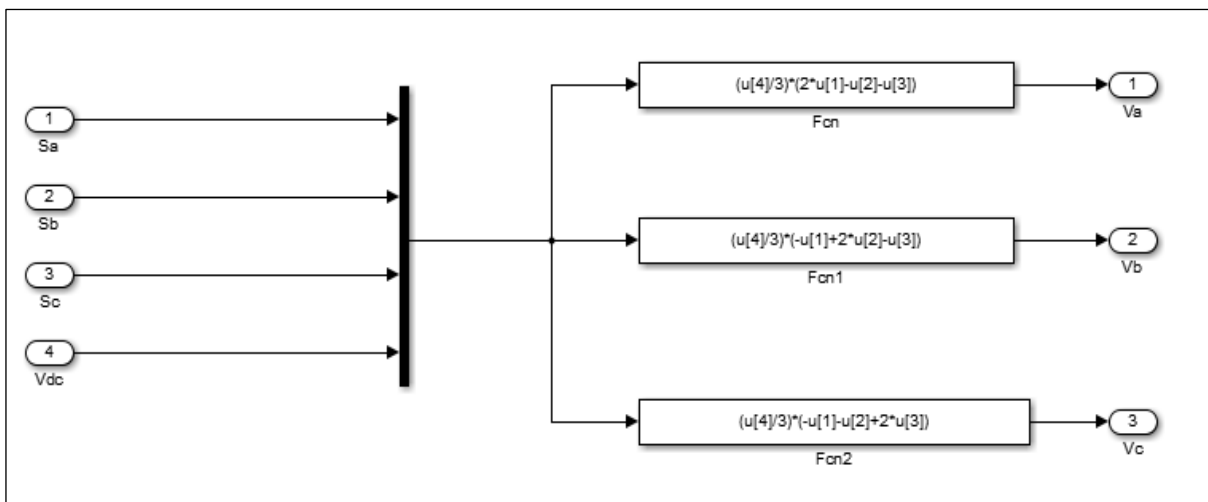 1
Sa
2
Sb
3
Sc
4
Vdc
(u[4]/3)*(2*u[1]-u[2]-u[3])
Fcn
1
Va
(u[4]/3)*(-u[1]+2*u[2]-u[3])
Fcn1
2
Vb
(u[4]/3)*(-u[1]-u[2]+2*u[3])
Fcn2
3
Vc